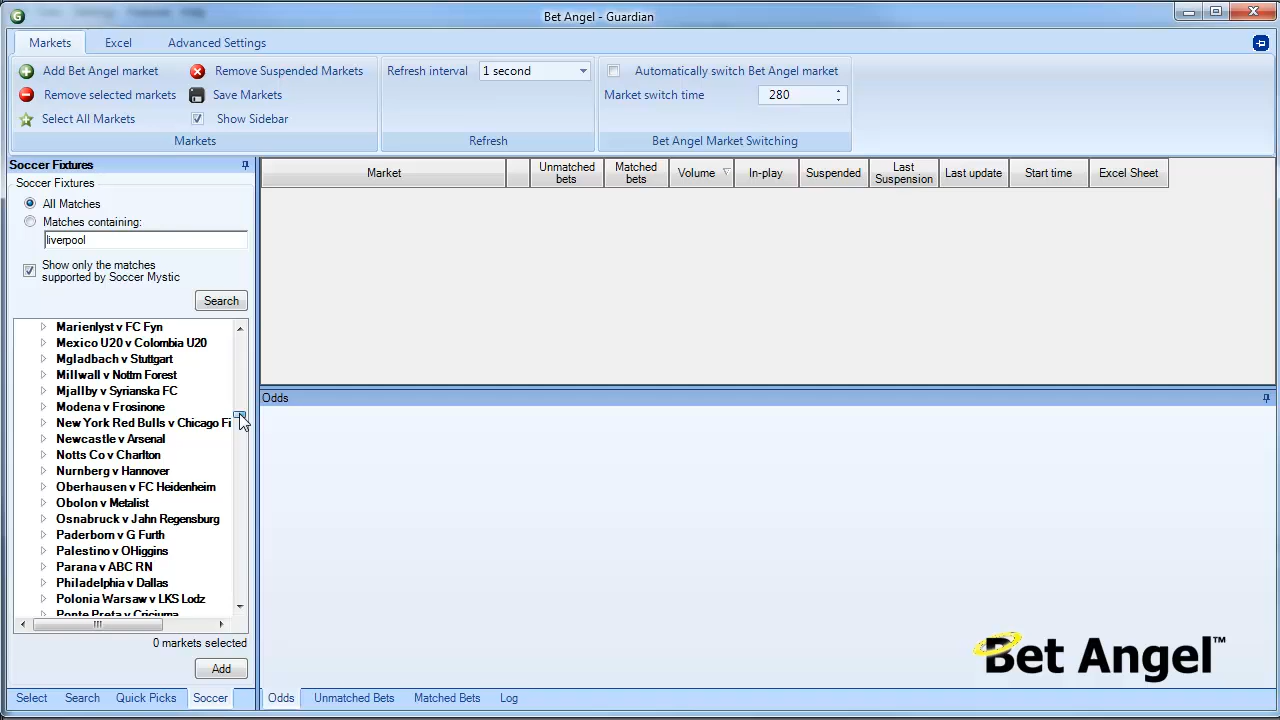 Bet Angel - Guardian
Markets Excel Advanced Settings
Add Bet Angel market
Remove selected markets
Select All Markets
Remove Suspended Markets
Save Markets
Show Sidebar
Markets
Refresh interval 1 second
Refresh
Automatically switch Bet Angel market
Market switch time 280
Bet Angel Market Switching
Soccer Fixtures
Soccer Fixtures
All Matches
Matches containing:
liverpool
Show only the matches
supported by Soccer Mystic
Search
Marienlyst v FC Fyn
Mexico U20 v Colombia U20
Mgladbach v Stuttgart
Millwall v Nottm Forest
Mjallby v Syrianska FC
Modena v Frosinone
New York Red Bulls v Chicago Fi
Newcastle v Arsenal
Notts Co v Charlton
Nurnberg v Hannover
Oberhausen v FC Heidenheim
Obolon v Metalist
Osnabruck v Jahn Regensburg
Paderborn v G Furth
Palestino v OHiggins
Parana v ABC RN
Philadelphia v Dallas
Polonia Warsaw v LKS Lodz
Ponte Preta v Criciuma
0 markets selected
Add
Select Search Quick Picks Soccer
Market
Unmatched
bets
Matched
bets
Volume
In-play
Suspended
Last
Suspension
Last update
Start time
Excel Sheet
Odds
Bet Angel™
Odds Unmatched Bets Matched Bets Log